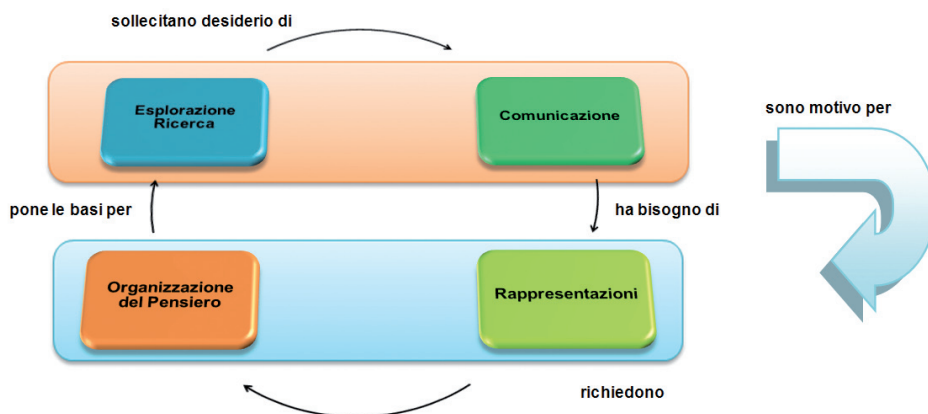 sollecitano desiderio di
Esplorazione
Ricerca
Comunicazione
sono motivo per
pone le basi per
ha bisogno di
Organizzazione
del Pensiero
Rappresentazioni
richiedono